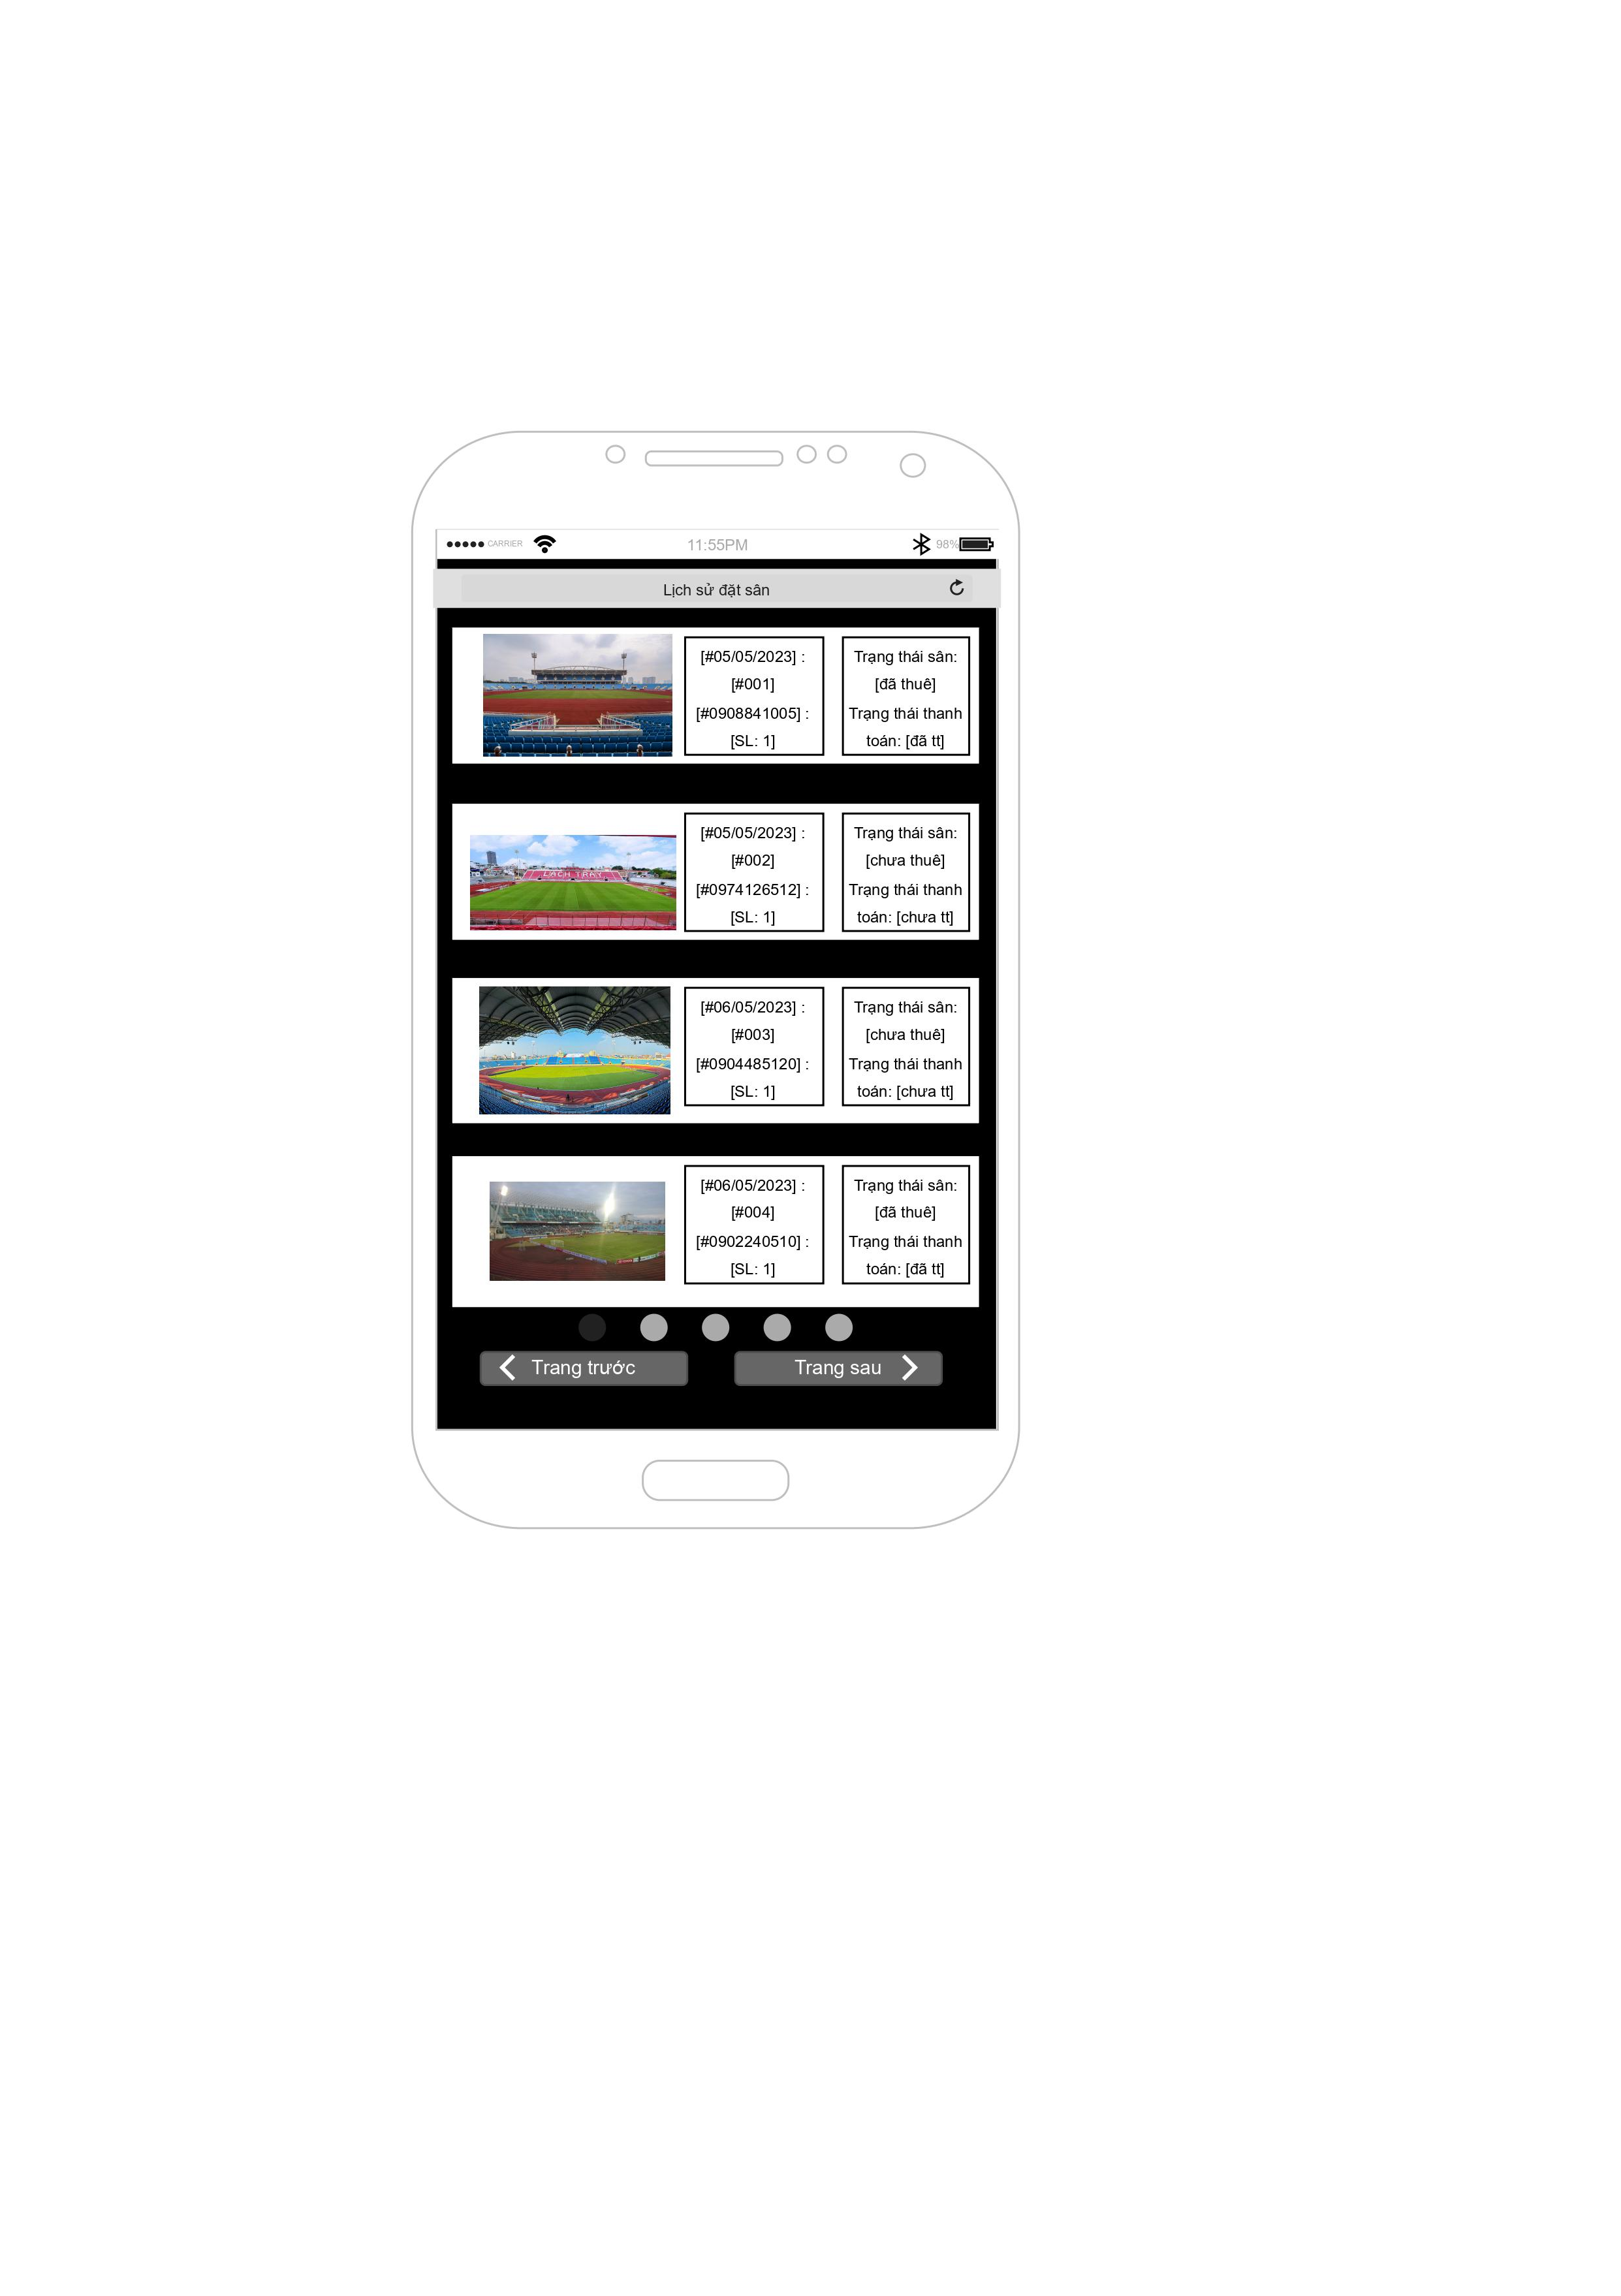 CARRIER
11:55PM
98%
Lịch sử đặt sân
[#05/05/2023] :
[#001]
[#0908841005] :
[SL: 1]
Trạng thái sân:
[đã thuê]
Trạng thái thanh
toán: [đã tt]
LACH TRAY
[#05/05/2023] :
[#002]
[#0974126512] :
[SL: 1]
Trạng thái sân:
[chưa thuê]
Trạng thái thanh
toán: [chưa tt]
[#06/05/2023] :
[#003]
[#0904485120] :
[SL: 1]
Trạng thái sân:
[chưa thuê]
Trạng thái thanh
toán: [chưa tt]
[#06/05/2023] :
[#004]
[#0902240510] :
[SL: 1]
Trạng thái sân:
[đã thuê]
Trạng thái thanh
toán: [đã tt]
Trang trước
Trang sau